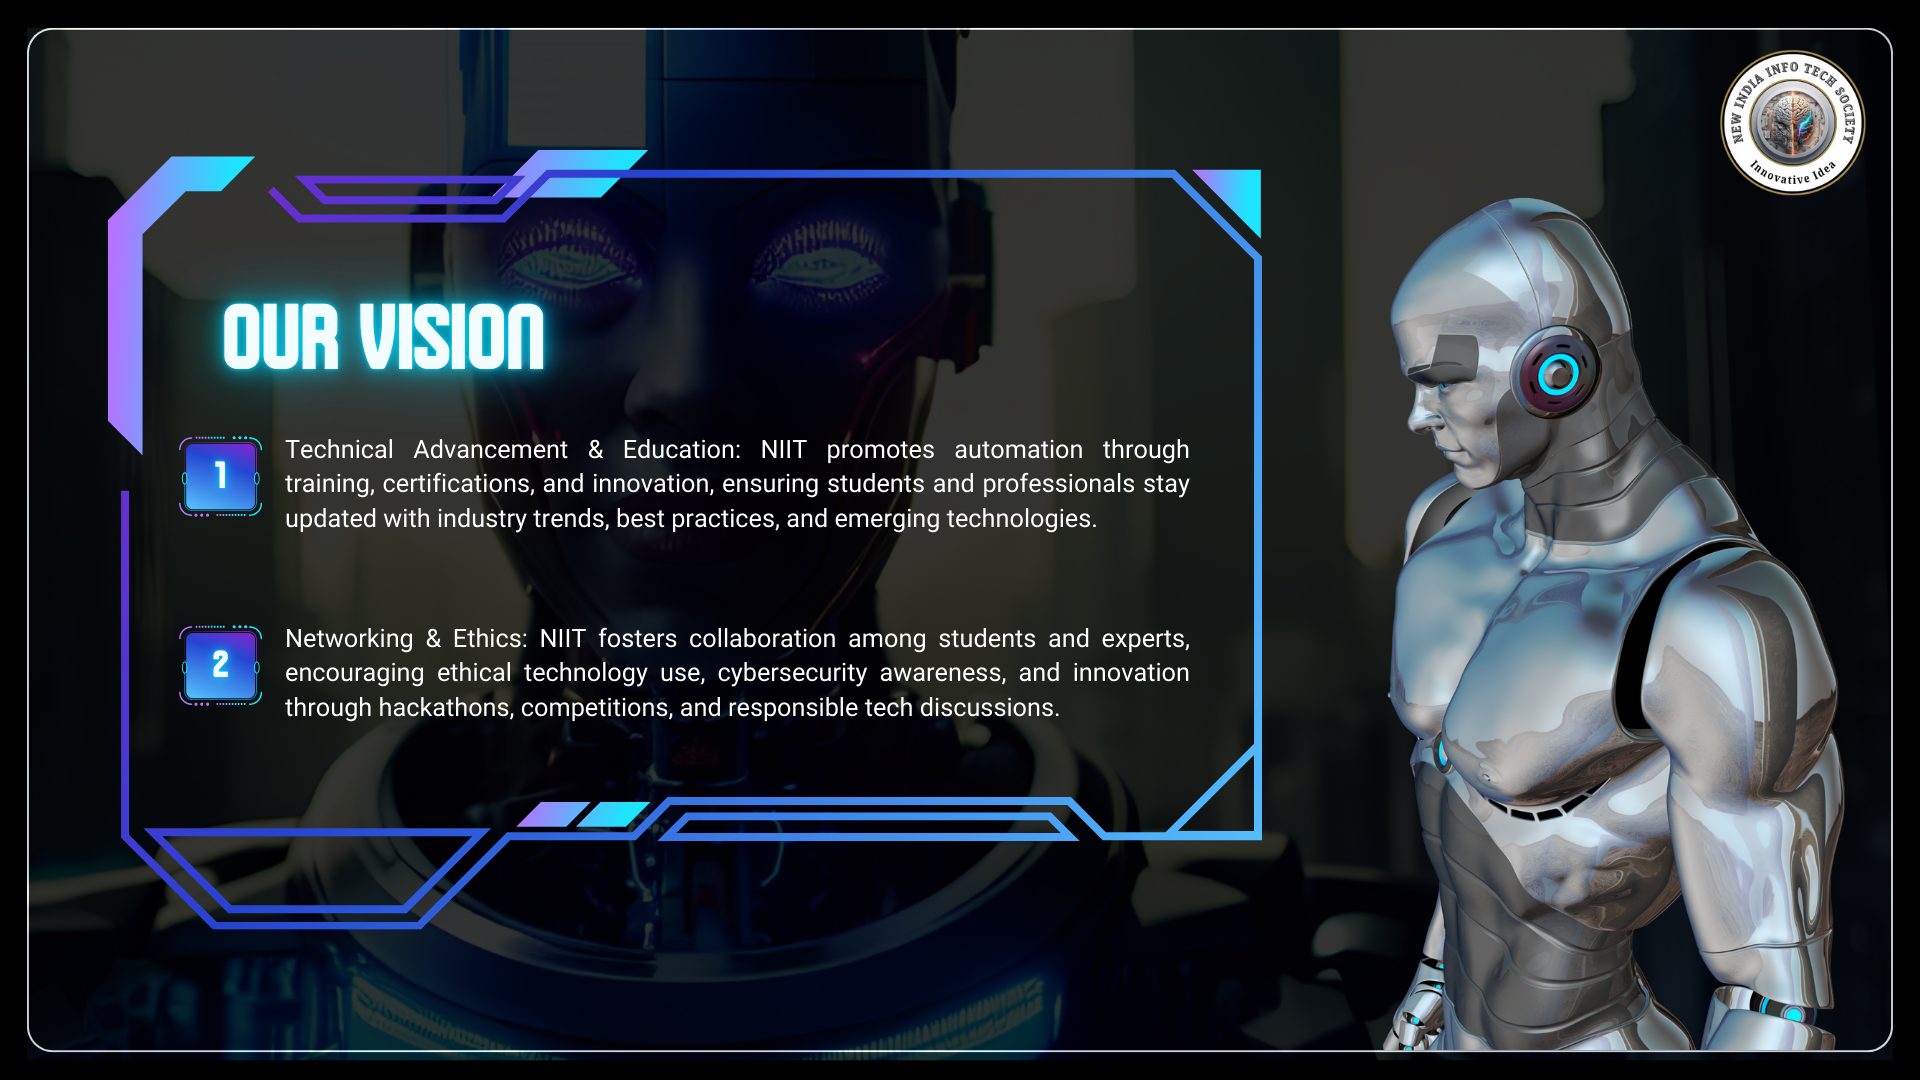 NEW INDIA INFO TECH SOCIETY
Innovative Idea
OUR VISION
1
Technical Advancement & Education: NIIT promotes automation through
training, certifications, and innovation, ensuring students and professionals stay
updated with industry trends, best practices, and emerging technologies.
2
Networking & Ethics: NIIT fosters collaboration among students and experts,
encouraging ethical technology use, cybersecurity awareness, and innovation
through hackathons, competitions, and responsible tech discussions.